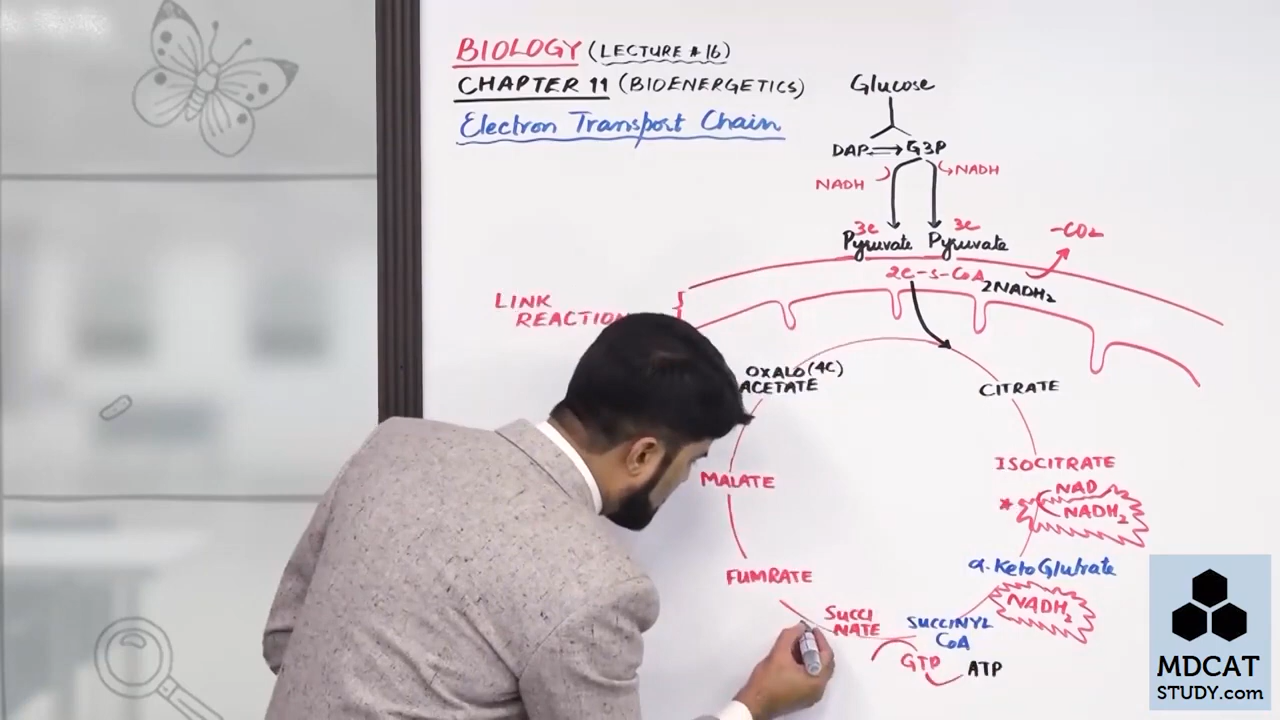 BIOLOGY (LECTURE # 16)
CHAPTER 11 (BIOENERGETICS)
Electron Transport Chain
Glucose
DAP G3P
NADH NADH
3c 3c
Pyruvate Pyruvate
-CO2
2C-S-CoA
2NADH2
LINK
REACTION
OXALO (4C)
ACETATE
CITRATE
MALATE
ISOCITRATE
* NAD
NADH2
FUMRATE
α.KetoGlutrate
NADH2
SUCCI
NATE
SUCCINYL
CoA
GTP ATP
MDCAT
STUDY.com